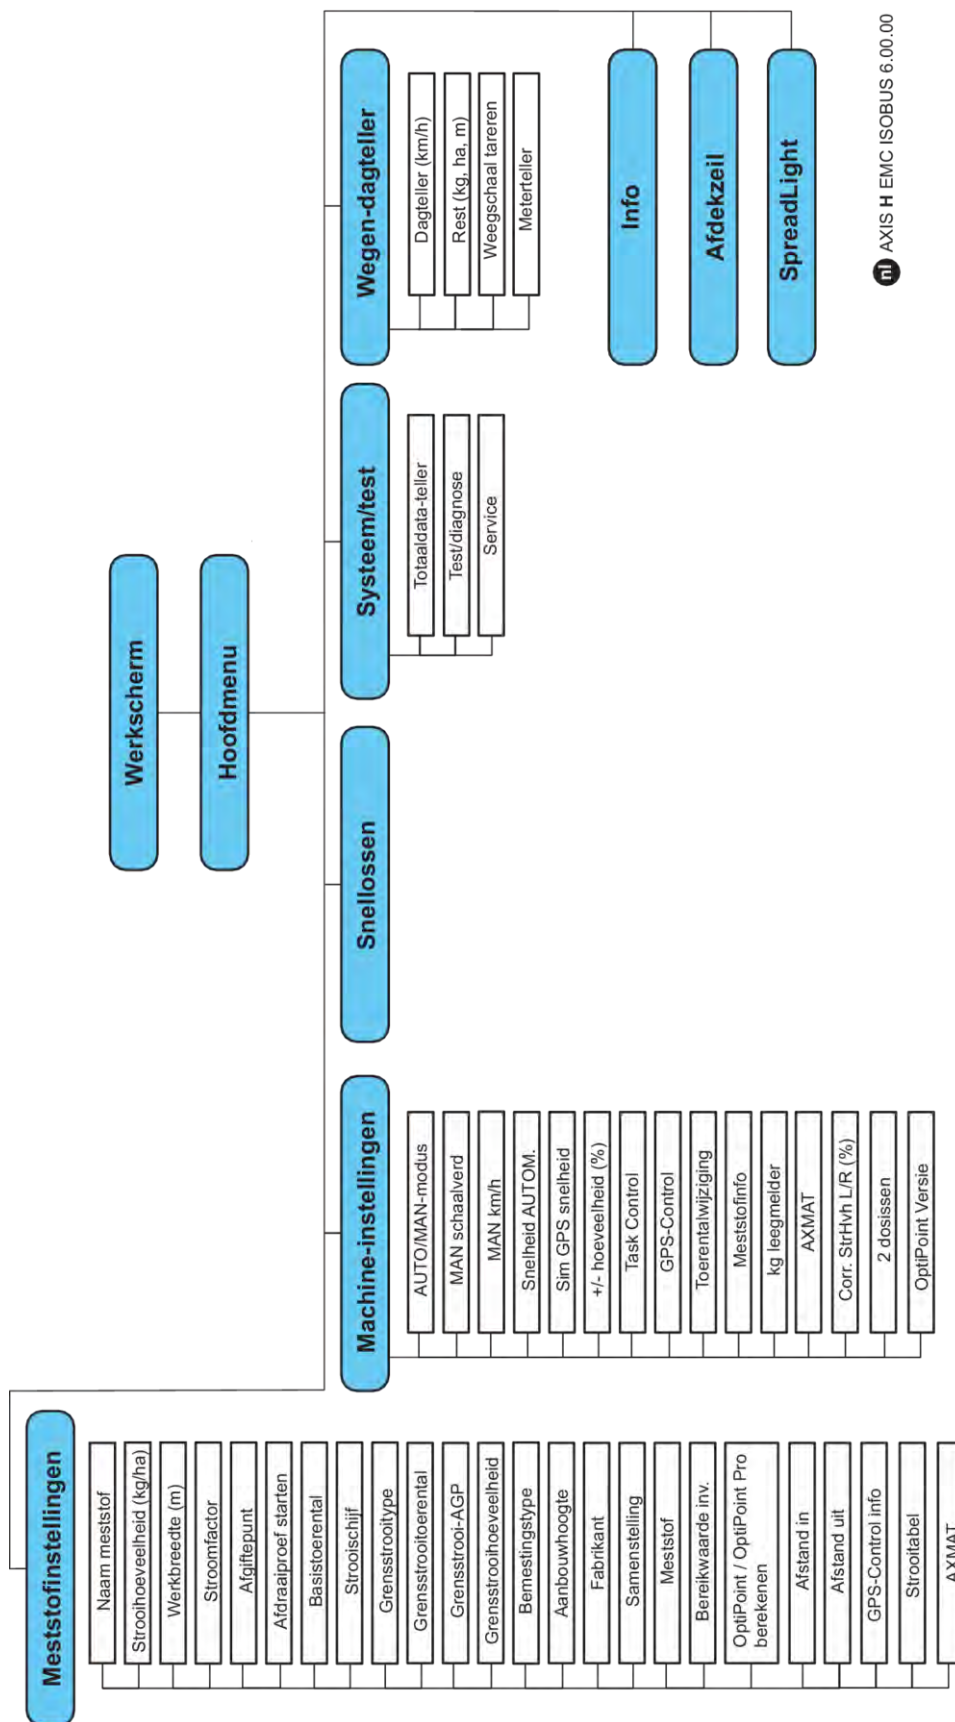 Werkscherm
Hoofdmenu
Meststofinstellingen
Naam meststof
Strooihoeveelheid (kg/ha)
Werkbreedte (m)
Stroomfactor
Afgiftepunt
Afdraaiproef starten
Basistoerental
Strooischijf
Grensstrooitype
Grensstrooitoerental
Grensstrooi-AGP
Grensstrooihoeveelheid
Bemestingstype
Aanbouwhoogte
Fabrikant
Samenstelling
Meststof
Bereikwaarde inv.
OptiPoint / OptiPoint Pro
berekenen
Afstand in
Afstand uit
GPS-Control info
Strooitabel
AXMAT
Machine-instellingen
AUTO/MAN-modus
MAN schaalverd
MAN km/h
Snelheid AUTOM.
Sim GPS snelheid
+/- hoeveelheid (%)
Task Control
GPS-Control
Toerentalwijziging
Meststofinfo
kg leegmelder
AXMAT
Corr. StrHvh L/R (%)
2 dosissen
OptiPoint Versie
Snellossen
Systeem/test
Totaaldata-teller
Test/diagnose
Service
Wegen-dagteller
Dagteller (km/h)
Rest (kg, ha, m)
Weegschaal tareren
Meterteller
Info
Afdekzeil
SpreadLight
nl AXIS H EMC ISOBUS 6.00.00